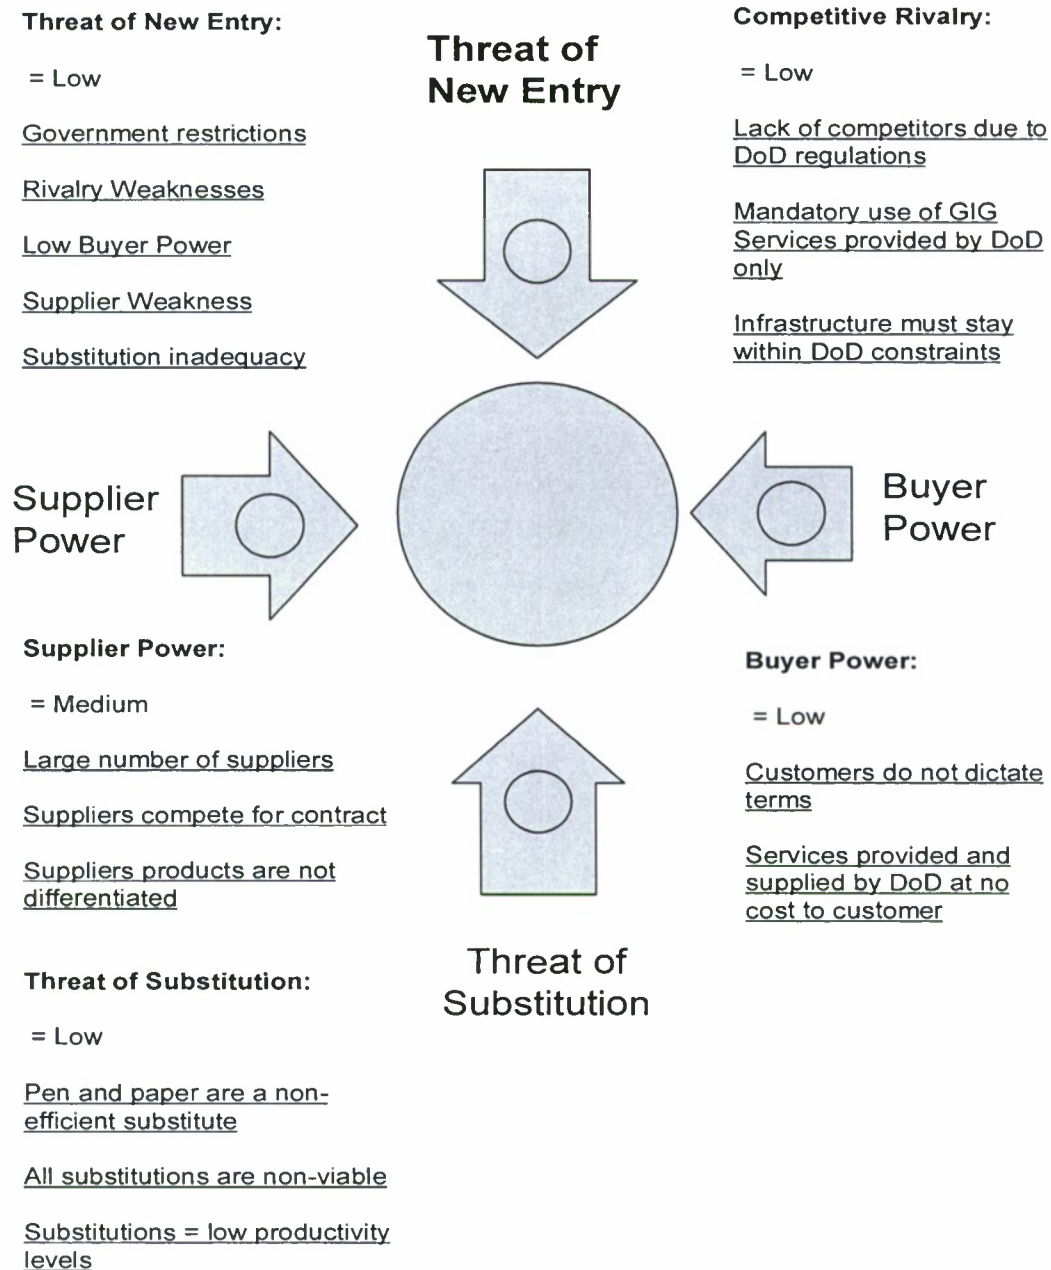 Threat of New Entry:
= Low
Government restrictions
Rivalry Weaknesses
Low Buyer Power
Supplier Weakness
Substitution inadequacy
Threat of
New Entry
Competitive Rivalry:
= Low
Lack of competitors due to
DoD regulations
Mandatory use of GIG
Services provided by DoD
only
Infrastructure must stay
within DoD constraints
Supplier
Power
Buyer
Power
Supplier Power:
= Medium
Large number of suppliers
Suppliers compete for contract
Suppliers products are not
differentiated
Buyer Power:
= Low
Customers do not dictate
terms
Services provided and
supplied by DoD at no
cost to customer
Threat of
Substitution
Threat of Substitution:
= Low
Pen and paper are a non-
efficient substitute
All substitutions are non-viable
Substitutions = low productivity
levels